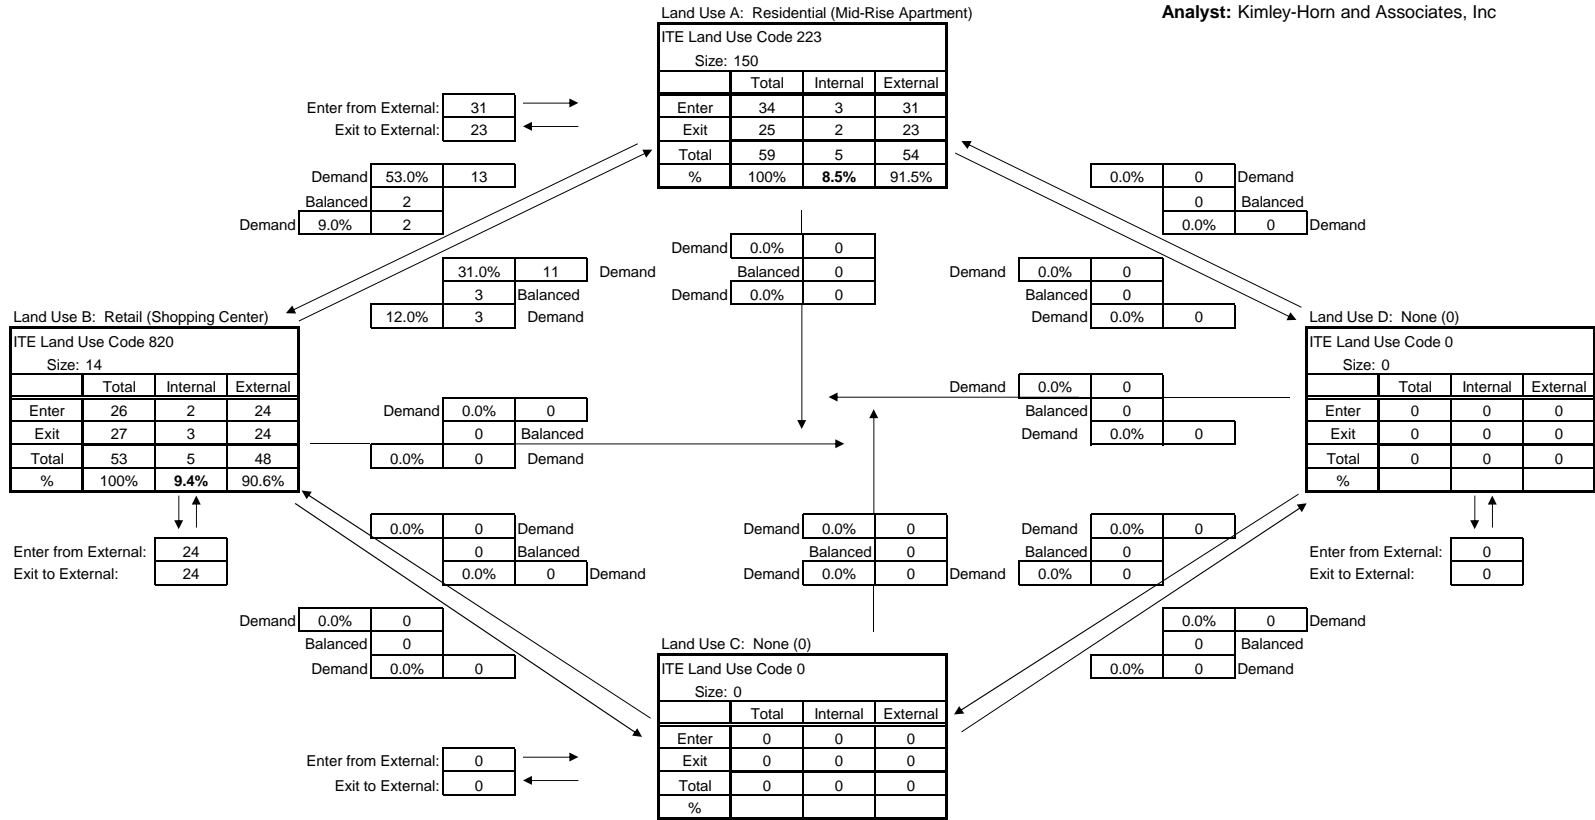 Land Use A: Residential (Mid-Rise Apartment)
Analyst: Kimley-Horn and Associates, Inc
ITE Land Use Code 223
Size: 150
Total Internal External
Enter 34 3 31
Exit 25 2 23
Total 59 5 54
% 100% 8.5% 91.5%
Enter from External: 31
Exit to External: 23
Demand 53.0% 13
Balanced 2
Demand 9.0% 2
31.0% 11 Demand
3 Balanced
12.0% 3 Demand
Demand 0.0% 0
Balanced 0
Demand 0.0% 0
0.0% 0 Demand
0 Balanced
0.0% 0 Demand
Demand 0.0% 0
Balanced 0
Demand 0.0% 0
Land Use B: Retail (Shopping Center)
ITE Land Use Code 820
Size: 14
Total Internal External
Enter 26 2 24
Exit 27 3 24
Total 53 5 48
% 100% 9.4% 90.6%
Enter from External: 24
Exit to External: 24
Demand 0.0% 0
0 Balanced
0.0% 0 Demand
Demand 0.0% 0
Balanced 0
Demand 0.0% 0
Land Use D: None (0)
ITE Land Use Code 0
Size: 0
Total Internal External
Enter 0 0 0
Exit 0 0 0
Total 0 0 0
%
Enter from External: 0
Exit to External: 0
0.0% 0 Demand
0 Balanced
0.0% 0 Demand
Demand 0.0% 0
Balanced 0
Demand 0.0% 0
Demand 0.0% 0
Balanced 0
Demand 0.0% 0
Demand 0.0% 0
Balanced 0
Demand 0.0% 0
0.0% 0 Demand
0 Balanced
0.0% 0 Demand
Land Use C: None (0)
ITE Land Use Code 0
Size: 0
Total Internal External
Enter 0 0 0
Exit 0 0 0
Total 0 0 0
%
Enter from External: 0
Exit to External: 0